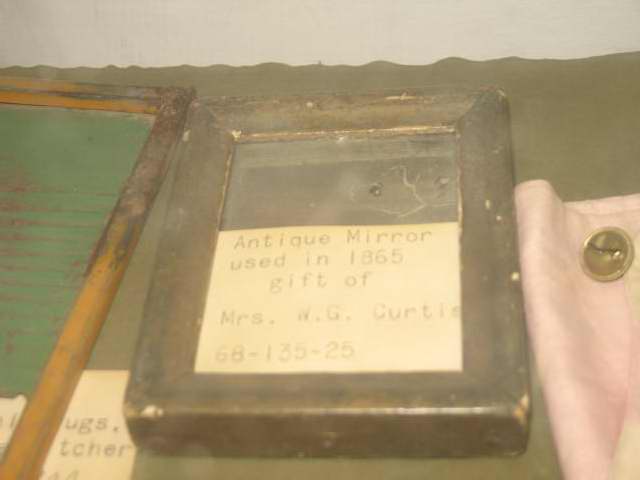 Antique Mirror
used in 1865
gift of
Mrs. W.G. Curtis
68-135-25
ugs.
tcher